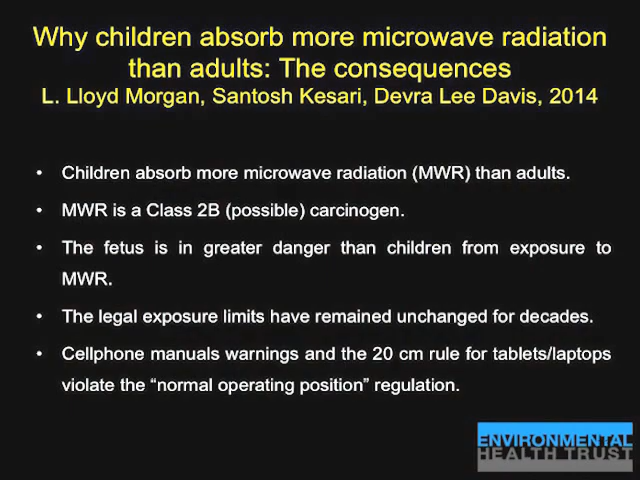 Why children absorb more microwave radiation
than adults: The consequences
L. Lloyd Morgan, Santosh Kesari, Devra Lee Davis, 2014
• Children absorb more microwave radiation (MWR) than adults.
• MWR is a Class 2B (possible) carcinogen.
• The fetus is in greater danger than children from exposure to
MWR.
• The legal exposure limits have remained unchanged for decades.
• Cellphone manuals warnings and the 20 cm rule for tablets/laptops
violate the “normal operating position” regulation.
ENVIRONMENTAL
HEALTH TRUST